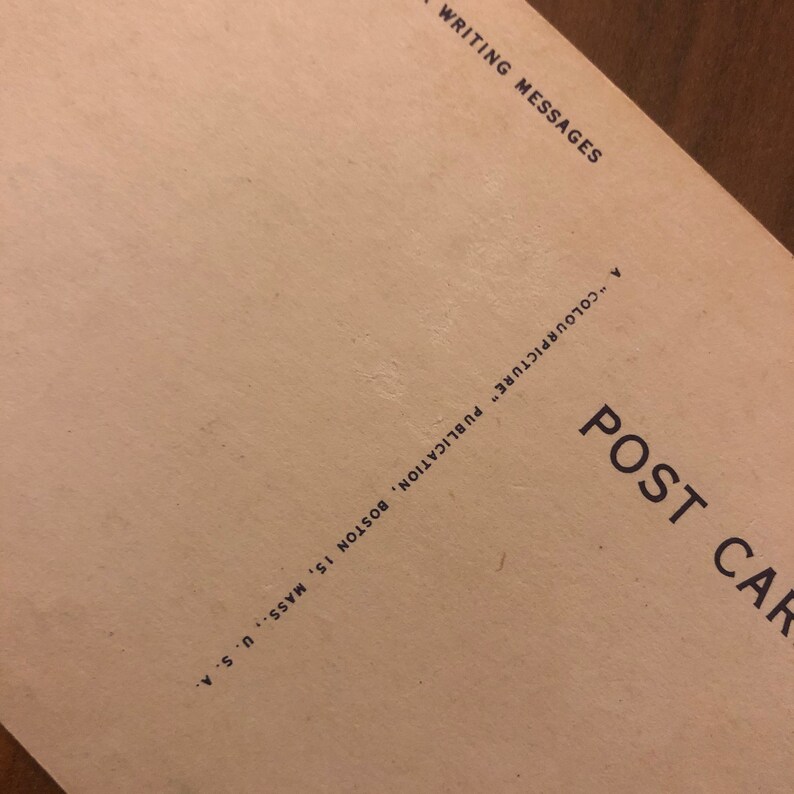 WRITING MESSAGES
A "COLOURPICTURE" PUBLICATION, BOSTON 15, MASS., U. S. A.
POST CAR